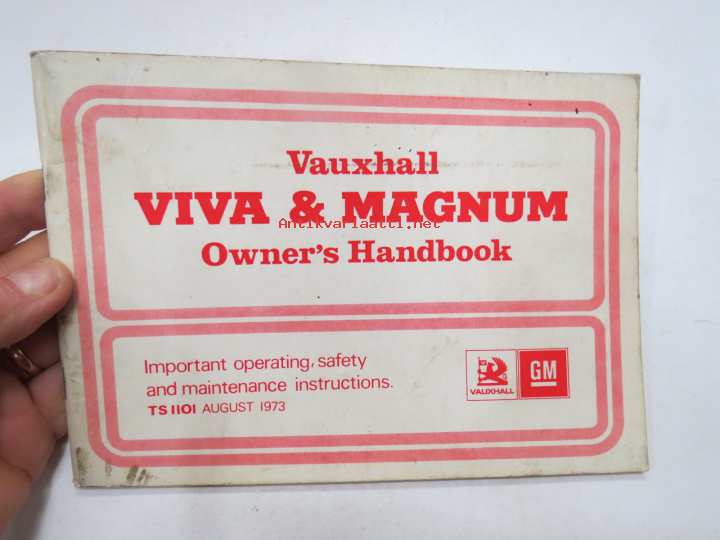 Vauxhall
VIVA & MAGNUM
Antikvariaatti.net
Owner's Handbook
Important operating, safety
and maintenance instructions.
TS 1101 AUGUST 1973
VAUXHALL
GM